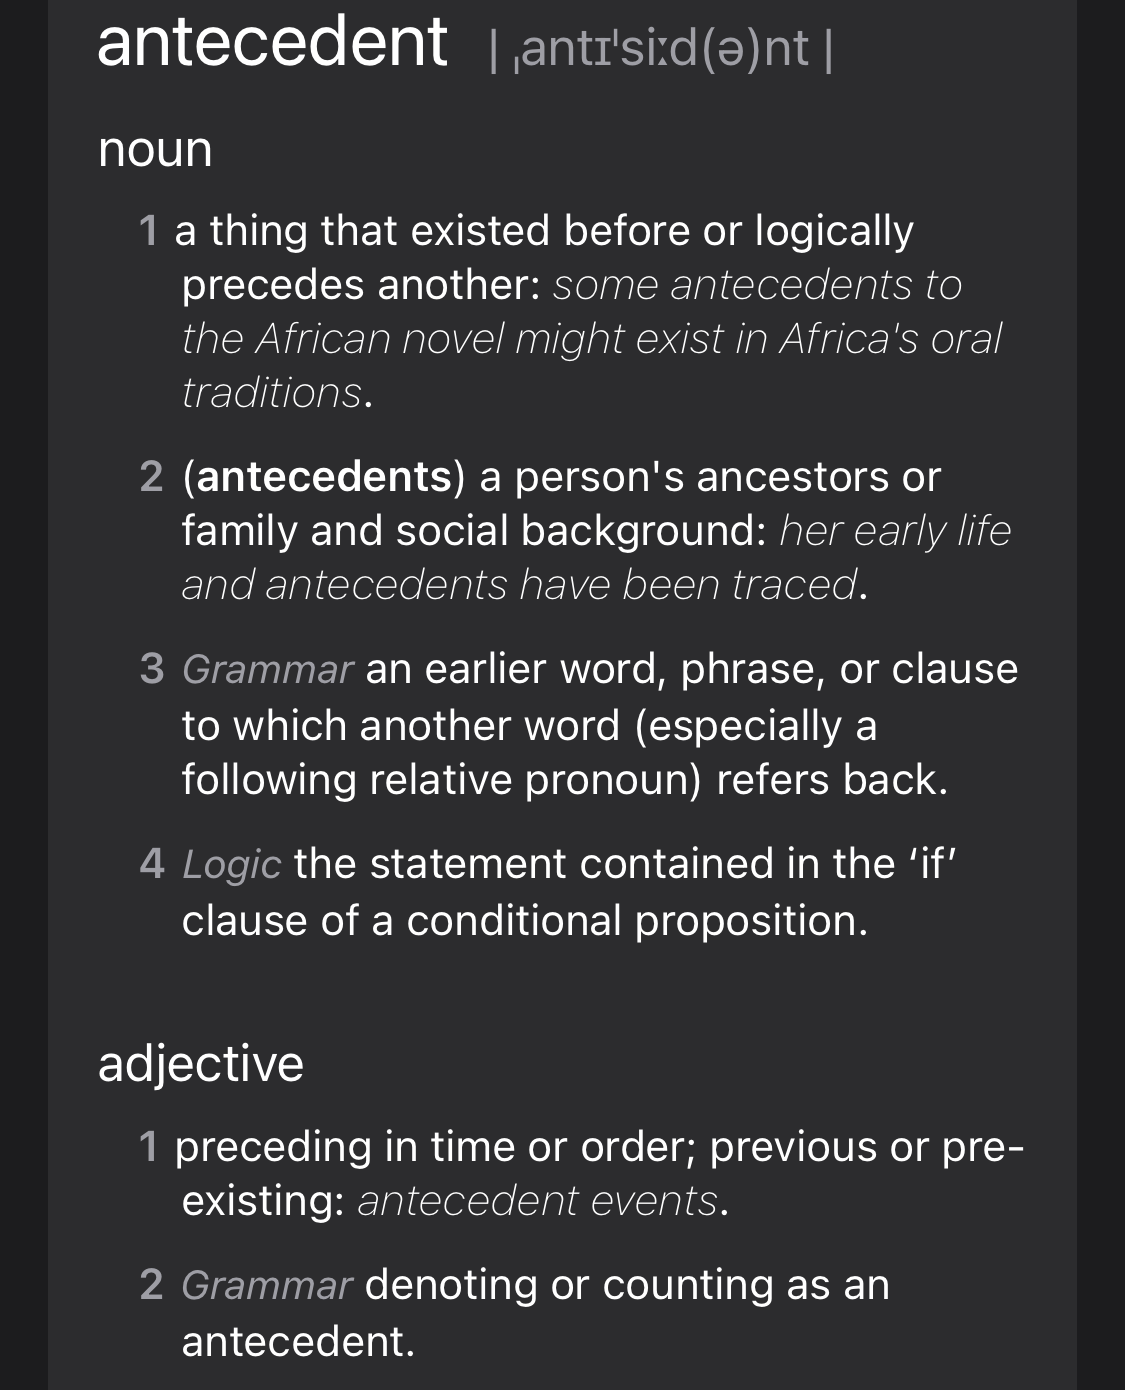 antecedent | ˌantɪˈsiːd(ə)nt |
noun
1 a thing that existed before or logically
precedes another: some antecedents to
the African novel might exist in Africa's oral
traditions.
2 (antecedents) a person's ancestors or
family and social background: her early life
and antecedents have been traced.
3 Grammar an earlier word, phrase, or clause
to which another word (especially a
following relative pronoun) refers back.
4 Logic the statement contained in the ‘if’
clause of a conditional proposition.
adjective
1 preceding in time or order; previous or pre-
existing: antecedent events.
2 Grammar denoting or counting as an
antecedent.